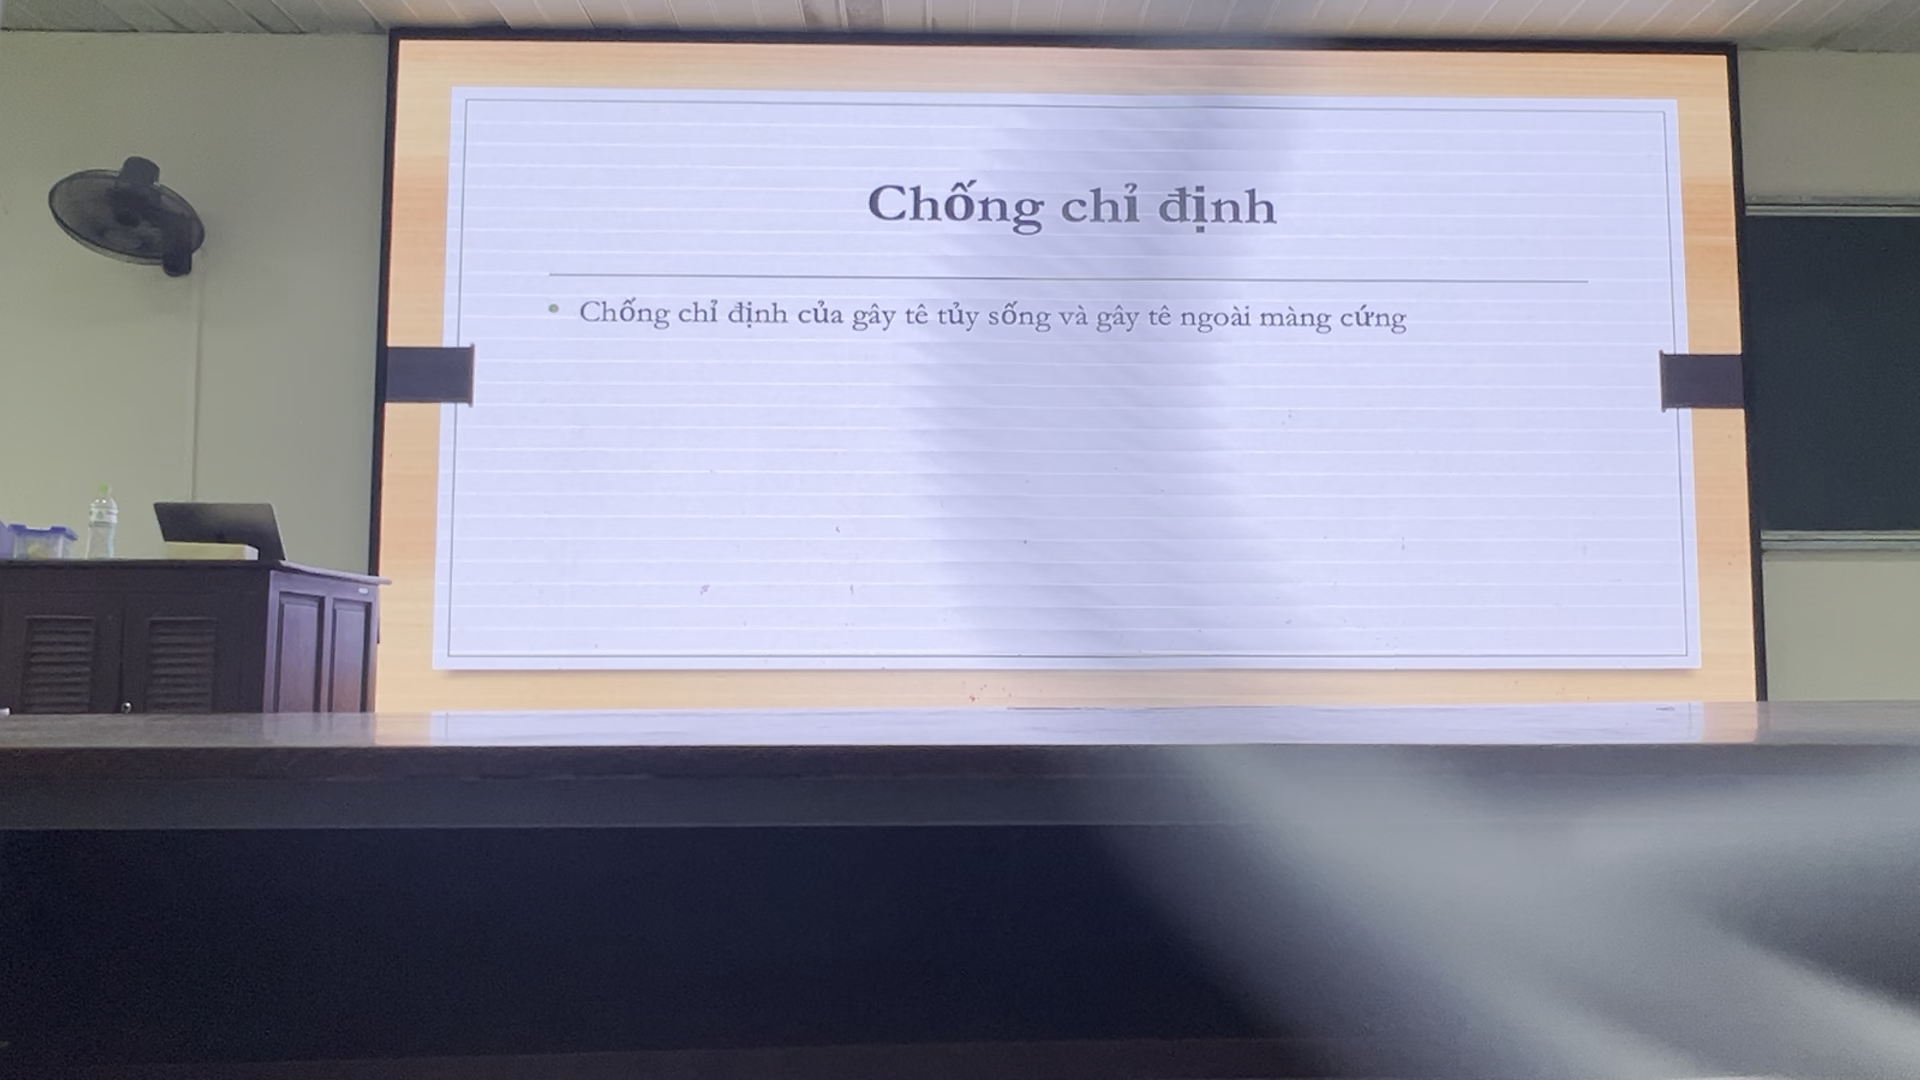 Chống chỉ định
• Chống chỉ định của gây tê tủy sống và gây tê ngoài màng cứng